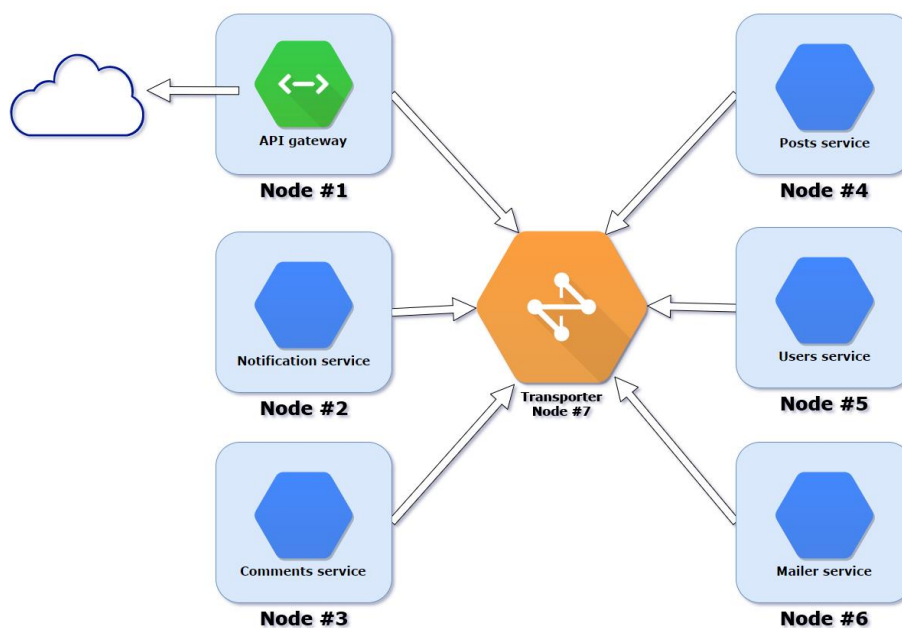 API gateway
Node #1
Notification service
Node #2
Comments service
Node #3
Transporter
Node #7
Posts service
Node #4
Users service
Node #5
Mailer service
Node #6